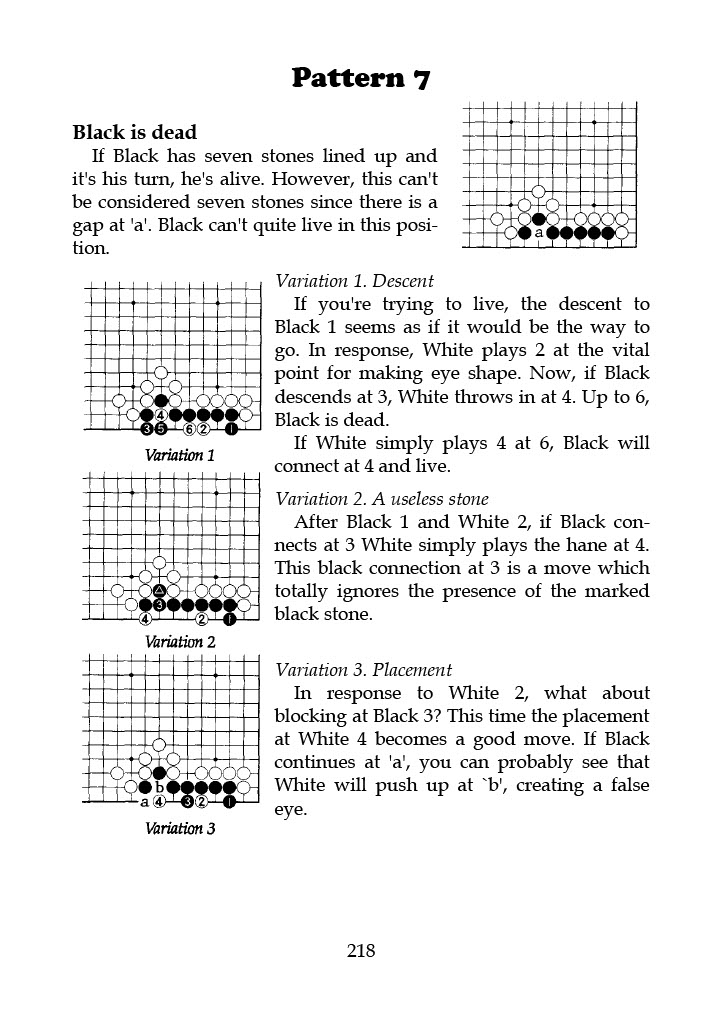 Pattern 7
Black is dead
If Black has seven stones lined up and
it's his turn, he's alive. However, this can't
be considered seven stones since there is a
gap at 'a'. Black can't quite live in this posi-
tion.
a
Variation 1. Descent
If you're trying to live, the descent to
Black 1 seems as if it would be the way to
go. In response, White plays 2 at the vital
point for making eye shape. Now, if Black
descends at 3, White throws in at 4. Up to 6,
Black is dead.
If White simply plays 4 at 6, Black will
connect at 4 and live.
4
3 5 6 2 1
Variation 1
Variation 2. A useless stone
After Black 1 and White 2, if Black con-
nects at 3 White simply plays the hane at 4.
This black connection at 3 is a move which
totally ignores the presence of the marked
black stone.
3
4 2 1
Variation 2
Variation 3. Placement
In response to White 2, what about
blocking at Black 3? This time the placement
at White 4 becomes a good move. If Black
continues at 'a', you can probably see that
White will push up at `b', creating a false
eye.
b
a 4 3 2 1
Variation 3
218